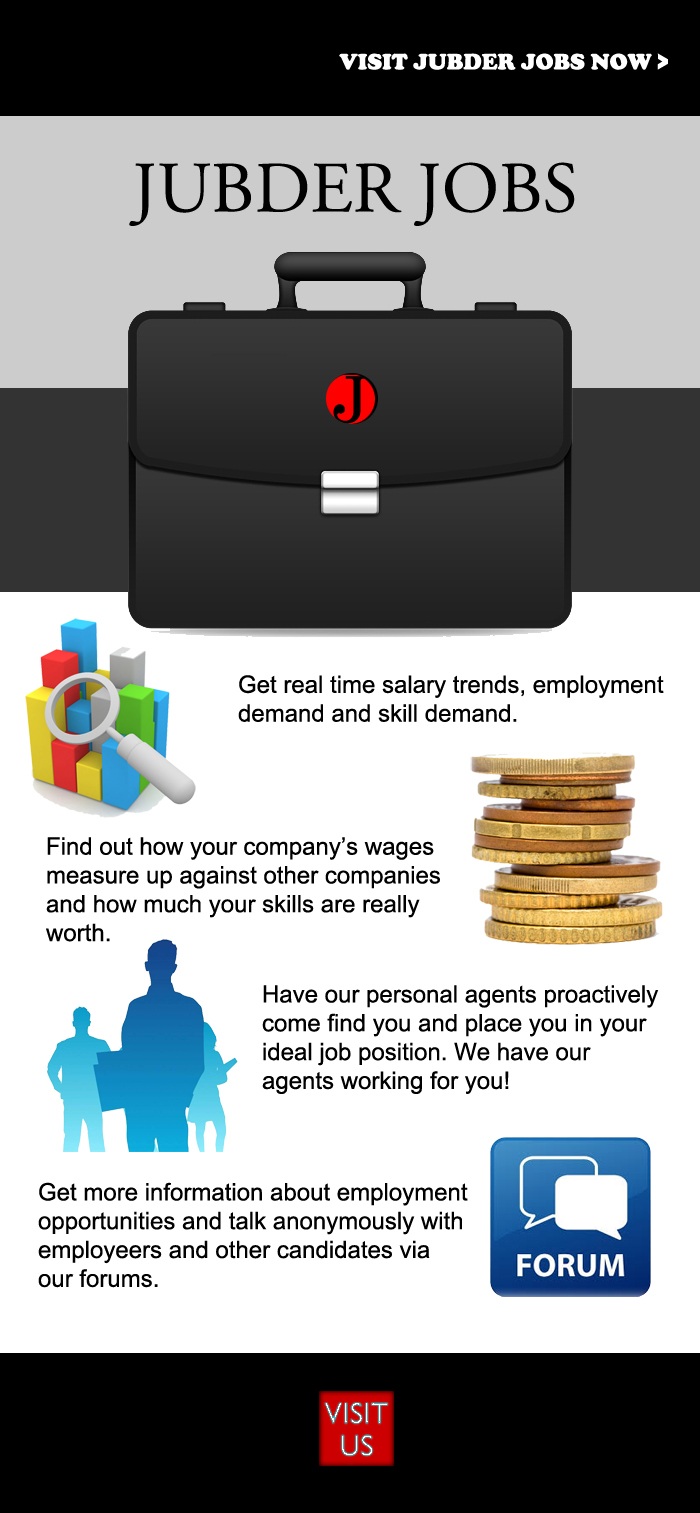 VISIT JUBDER JOBS NOW >
JUBDER JOBS
J
Get real time salary trends, employment
demand and skill demand.
Find out how your company’s wages
measure up against other companies
and how much your skills are really
worth.
Have our personal agents proactively
come find you and place you in your
ideal job position. We have our
agents working for you!
Get more information about employment
opportunities and talk anonymously with
employeers and other candidates via
our forums.
FORUM
VISIT
US